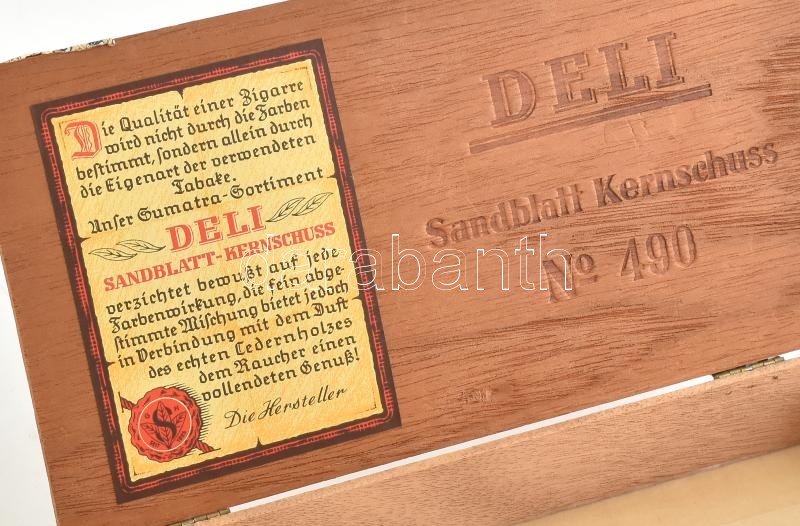 Die Qualität einer Zigarre
wird nicht durch die Farben
bestimmt, sondern allein durch
die Eigenart der verwendeten
Tabake.
Unser Sumatra-Sortiment
DELI
SANDBLATT-KERNSCHUSS
verzichtet bewußt auf jede
Farbenwirkung, die fein abge-
stimmte Mischung bietet jedoch
in Verbindung mit dem Duft
des echten Cedernholzes
dem Raucher einen
vollendeten Genuß!
Die Hersteller
DELI
Sandblatt Kernschuss
Nº 490
darabanth